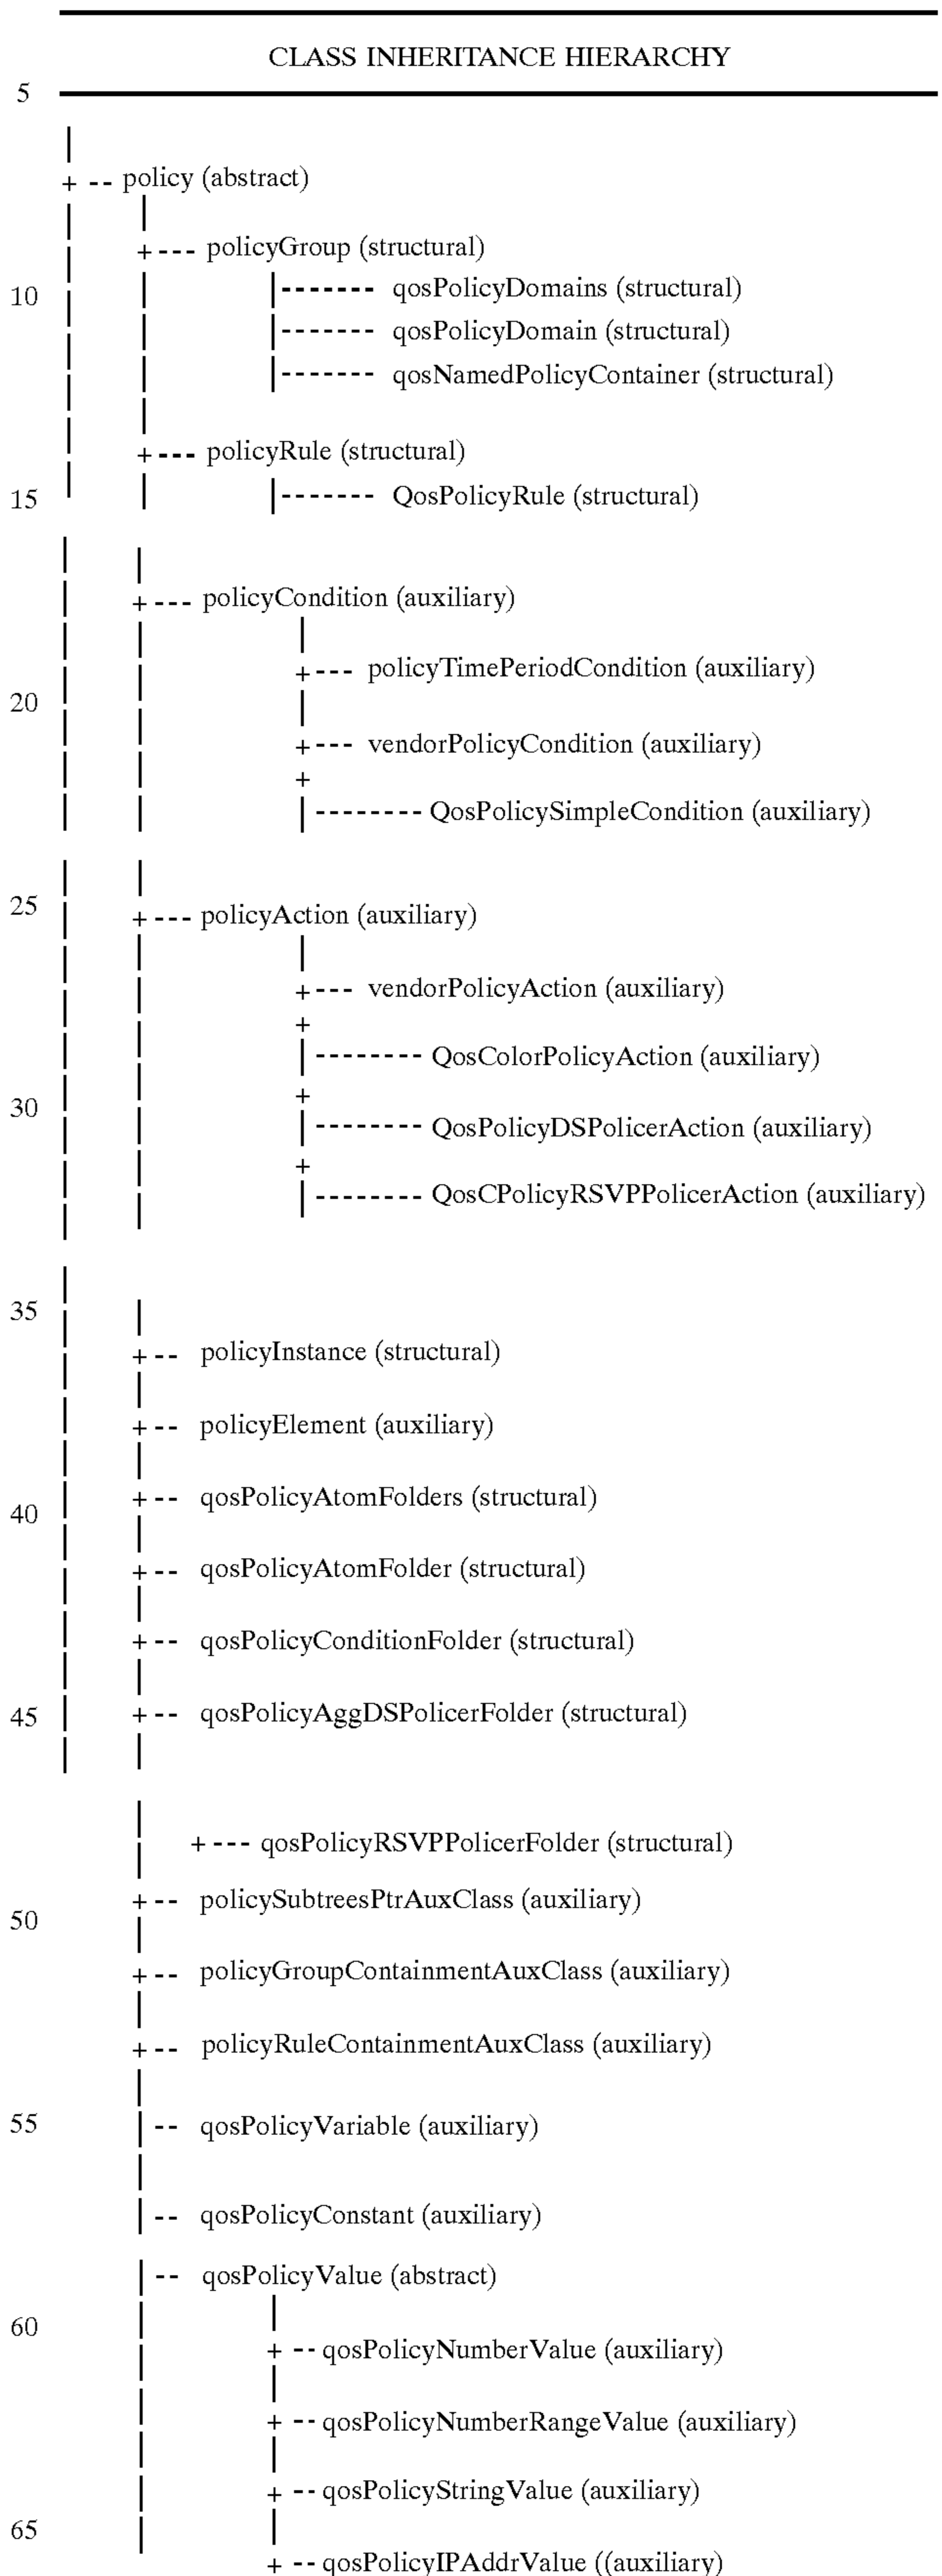 CLASS INHERITANCE HIERARCHY
5
+ -- policy (abstract)
+ --- policyGroup (structural)
10 |------- qosPolicyDomains (structural)
|------- qosPolicyDomain (structural)
|------- qosNamedPolicyContainer (structural)
+ --- policyRule (structural)
15 |------- QosPolicyRule (structural)
+ --- policyCondition (auxiliary)
+ --- policyTimePeriodCondition (auxiliary)
20
+ --- vendorPolicyCondition (auxiliary)
+
|-------- QosPolicySimpleCondition (auxiliary)
25
+ --- policyAction (auxiliary)
+ --- vendorPolicyAction (auxiliary)
+
|-------- QosColorPolicyAction (auxiliary)
+
30
|-------- QosPolicyDSPolicerAction (auxiliary)
+
|-------- QosCPolicyRSVPPolicerAction (auxiliary)
35
+ -- policyInstance (structural)
+ -- policyElement (auxiliary)
+ -- qosPolicyAtomFolders (structural)
40
+ -- qosPolicyAtomFolder (structural)
+ -- qosPolicyConditionFolder (structural)
45 + -- qosPolicyAggDSPolicerFolder (structural)
+ --- qosPolicyRSVPPolicerFolder (structural)
+ -- policySubtreesPtrAuxClass (auxiliary)
50
+ -- policyGroupContainmentAuxClass (auxiliary)
+ -- policyRuleContainmentAuxClass (auxiliary)
55 | -- qosPolicyVariable (auxiliary)
| -- qosPolicyConstant (auxiliary)
| -- qosPolicyValue (abstract)
60
+ -- qosPolicyNumberValue (auxiliary)
+ -- qosPolicyNumberRangeValue (auxiliary)
+ -- qosPolicyStringValue (auxiliary)
65
+ -- qosPolicyIPAddrValue ((auxiliary)